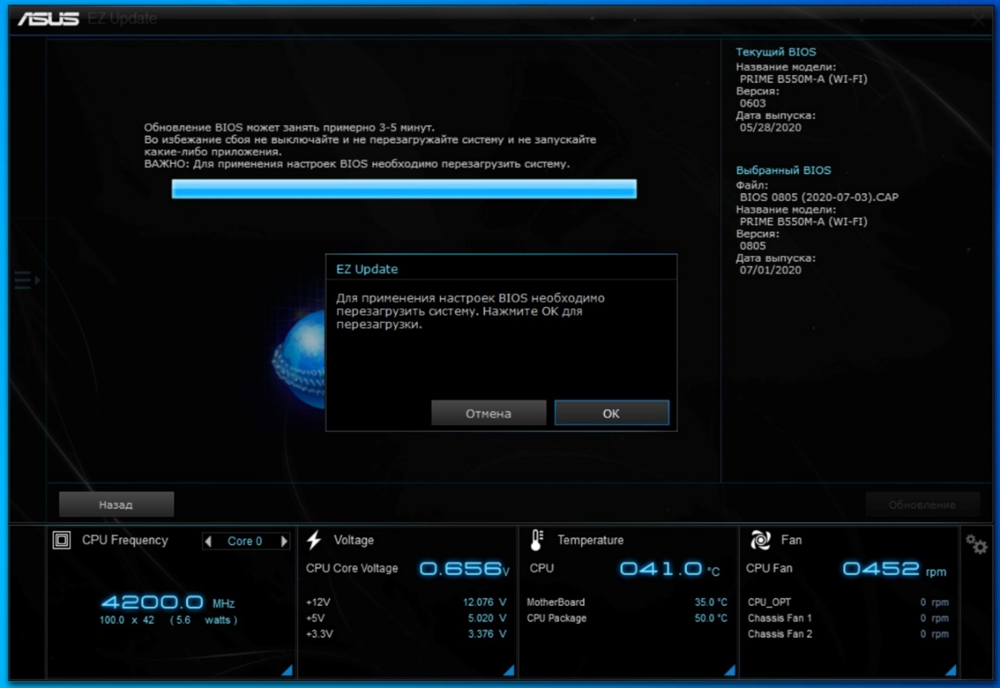 ASUS EZ Update
Текущий BIOS
Название модели:
PRIME B550M-A (WI-FI)
Версия:
0603
Дата выпуска:
05/28/2020
Обновление BIOS может занять примерно 3-5 минут.
Во избежание сбоя не выключайте и не перезагружайте систему и не запускайте
какие-либо приложения.
ВАЖНО: Для применения настроек BIOS необходимо перезагрузить систему.
Выбранный BIOS
Файл:
BIOS 0805 (2020-07-03).CAP
Название модели:
PRIME B550M-A (WI-FI)
Версия:
0805
Дата выпуска:
07/01/2020
EZ Update
Для применения настроек BIOS необходимо
перезагрузить систему. Нажмите OK для
перезагрузки.
Отмена OK
Назад Обновление
CPU Frequency Core 0
4200.0 MHz
100.0 x 42 (5.6 watts)
Voltage
CPU Core Voltage 0.656 V
+12V 12.076 V
+5V 5.020 V
+3.3V 3.376 V
Temperature
CPU 041.0 °C
MotherBoard 35.0 °C
CPU Package 50.0 °C
Fan
CPU Fan 0452 rpm
CPU_OPT 0 rpm
Chassis Fan 1 0 rpm
Chassis Fan 2 0 rpm